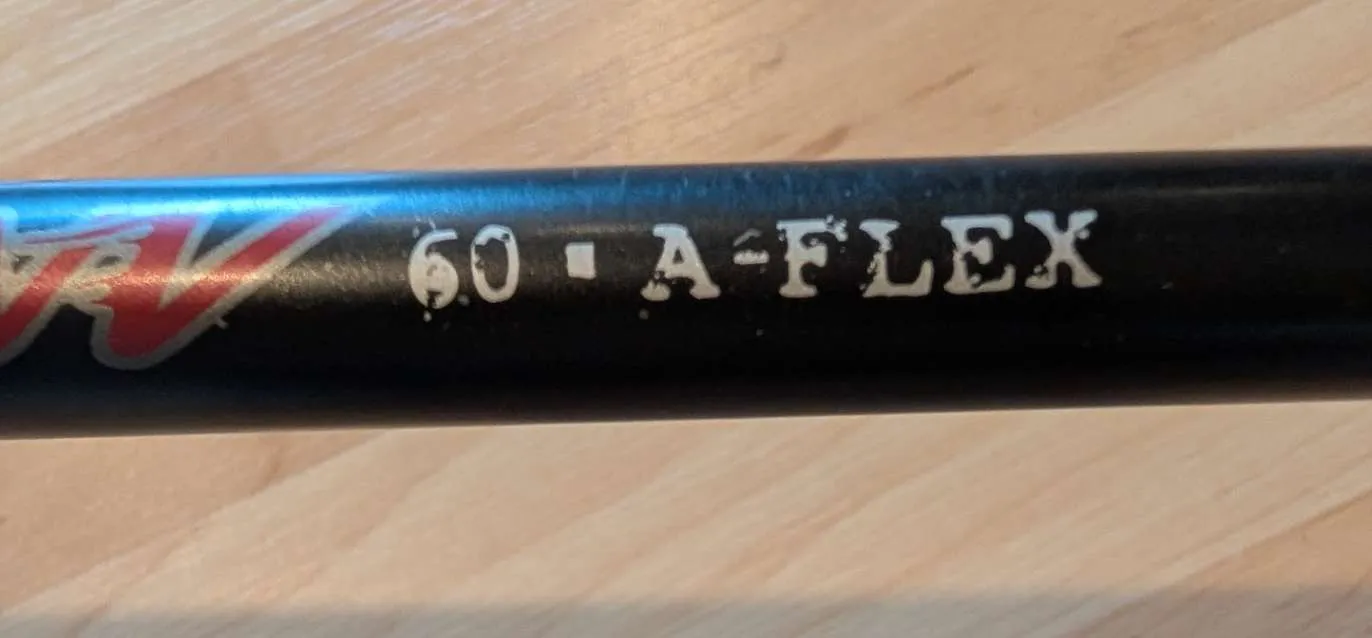 60 ▪ A-FLEX